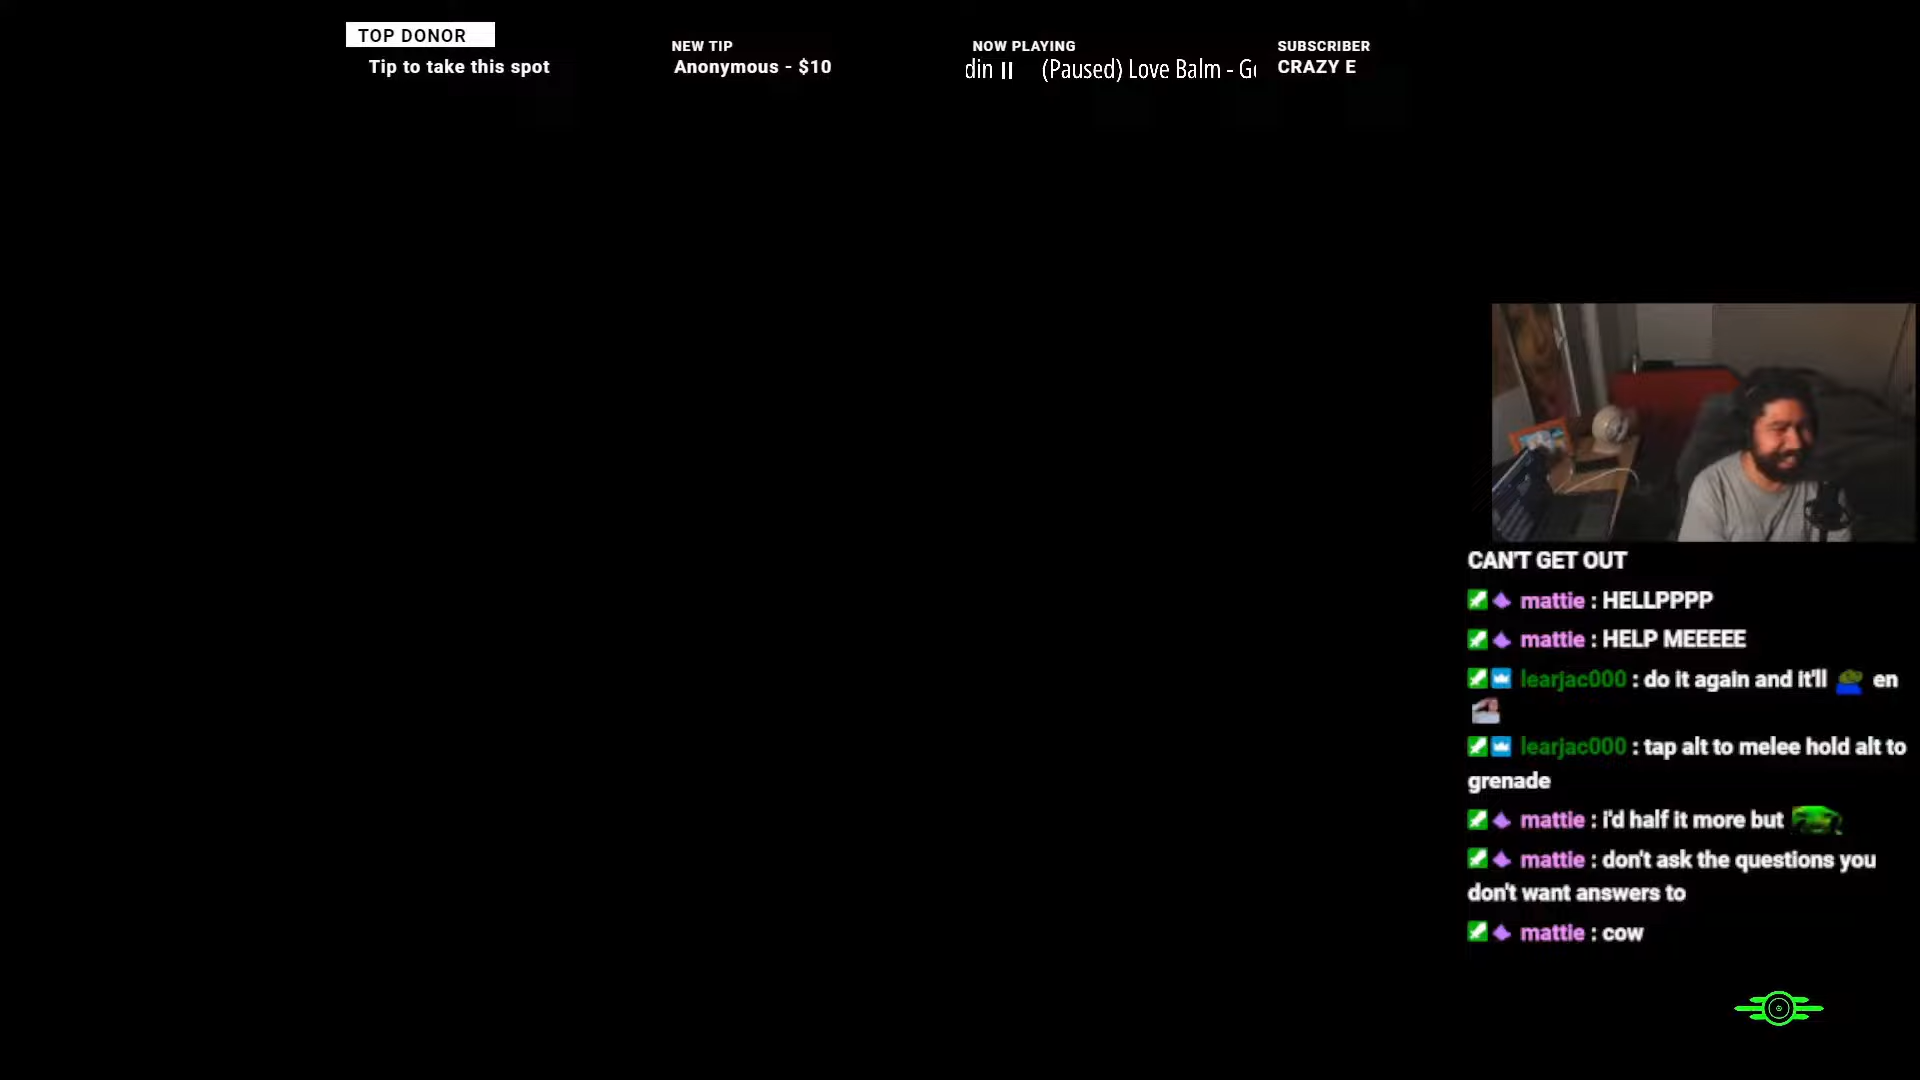 TOP DONOR
Tip to take this spot
NEW TIP
Anonymous - $10
NOW PLAYING
din (Paused) Love Balm - G
SUBSCRIBER
CRAZY E
CAN'T GET OUT
mattie : HELLPPPP
mattie : HELP MEEEEE
learjac000 : do it again and it'll en
learjac000 : tap alt to melee hold alt to
grenade
mattie : i'd half it more but
mattie : don't ask the questions you
don't want answers to
mattie : cow